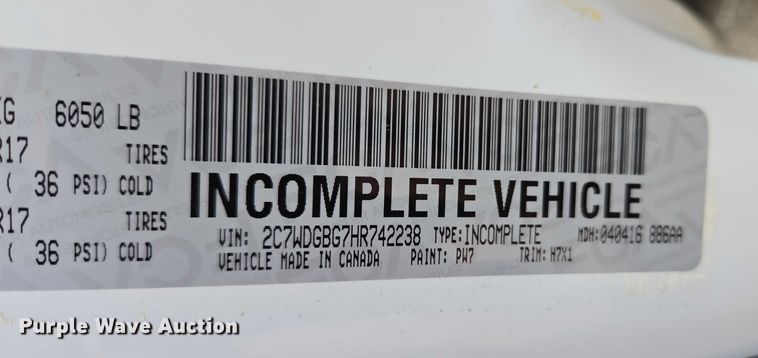 6050 LB
R17 TIRES
( 36 PSI) COLD
R17 TIRES
( 36 PSI) COLD
INCOMPLETE VEHICLE
VIN: 2C7WDGBG7HR742238 TYPE:INCOMPLETE MDH:040416 886AA
VEHICLE MADE IN CANADA PAINT: PW7 TRIM: H7X1
Purple Wave Auction